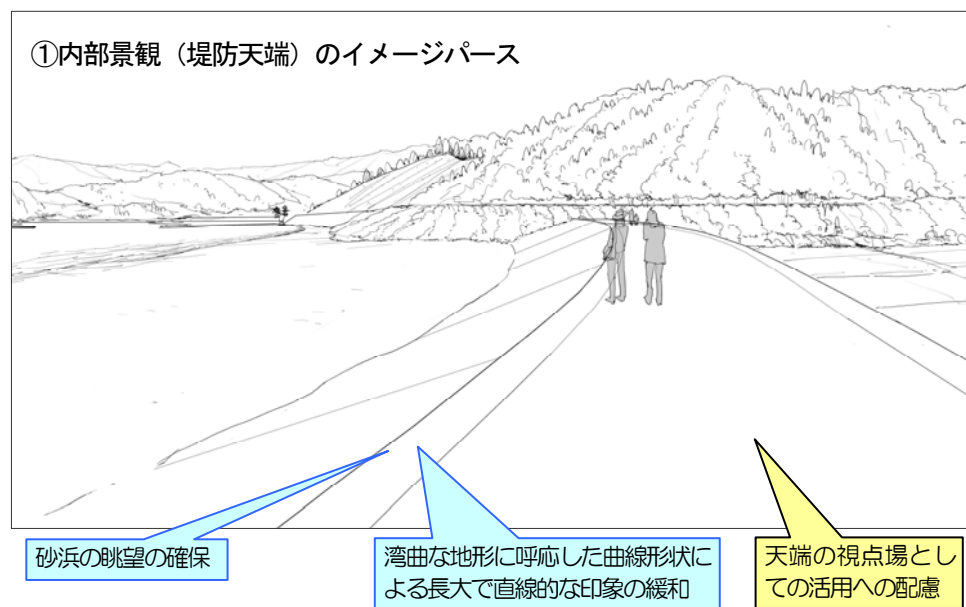 ①内部景観（堤防天端）のイメージパース
砂浜の眺望の確保
湾曲な地形に呼応した曲線形状に
よる長大で直線的な印象の緩和
天端の視点場とし
ての活用への配慮